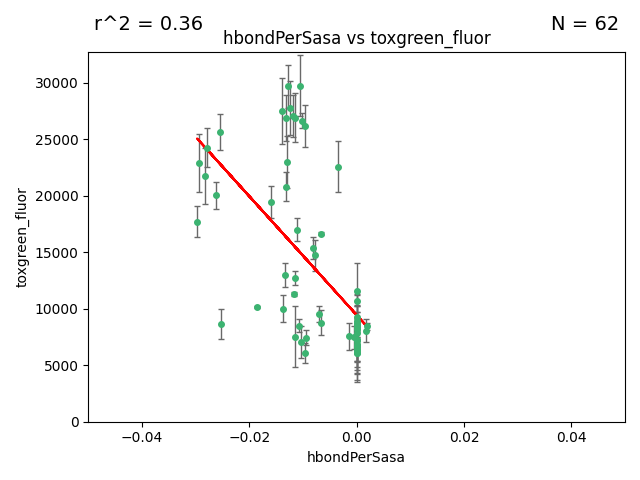 r^2 = 0.36
N = 62
hbondPerSasa vs toxgreen_fluor
30000
25000
20000
15000
10000
5000
0
toxgreen_fluor
−0.04
−0.02
0.00
0.02
0.04
hbondPerSasa